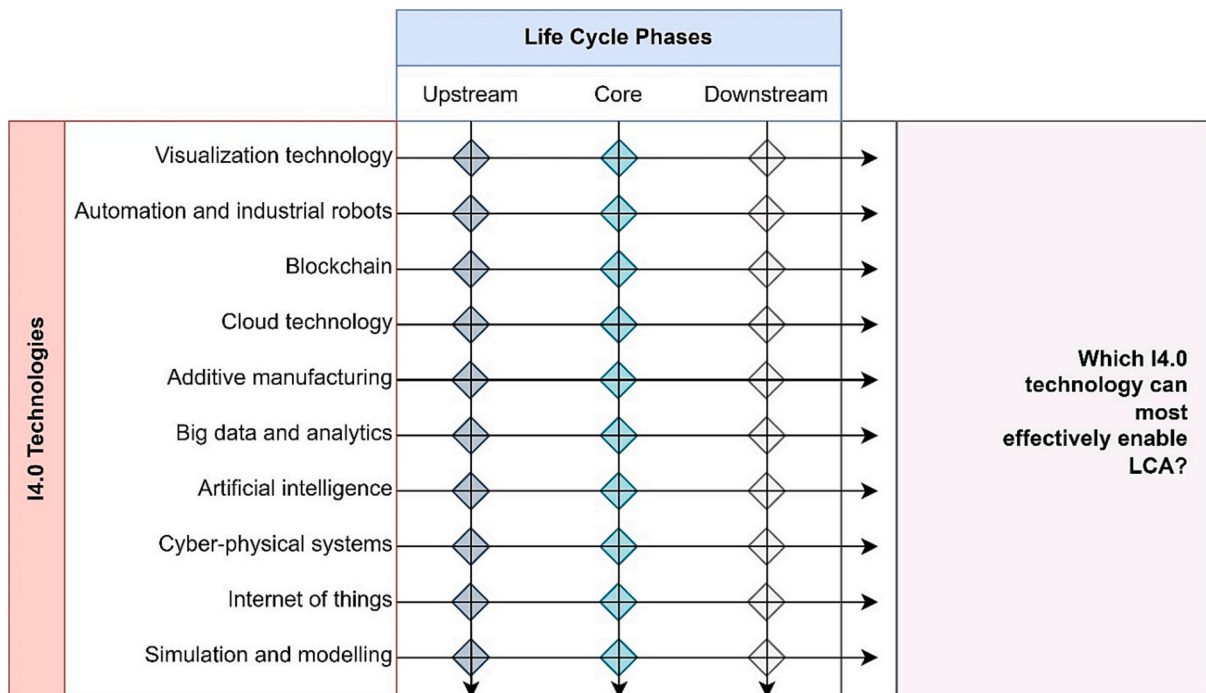 Life Cycle Phases
Upstream Core Downstream
I4.0 Technologies
Visualization technology
Automation and industrial robots
Blockchain
Cloud technology
Additive manufacturing
Big data and analytics
Artificial intelligence
Cyber-physical systems
Internet of things
Simulation and modelling
Which I4.0
technology can
most
effectively enable
LCA?